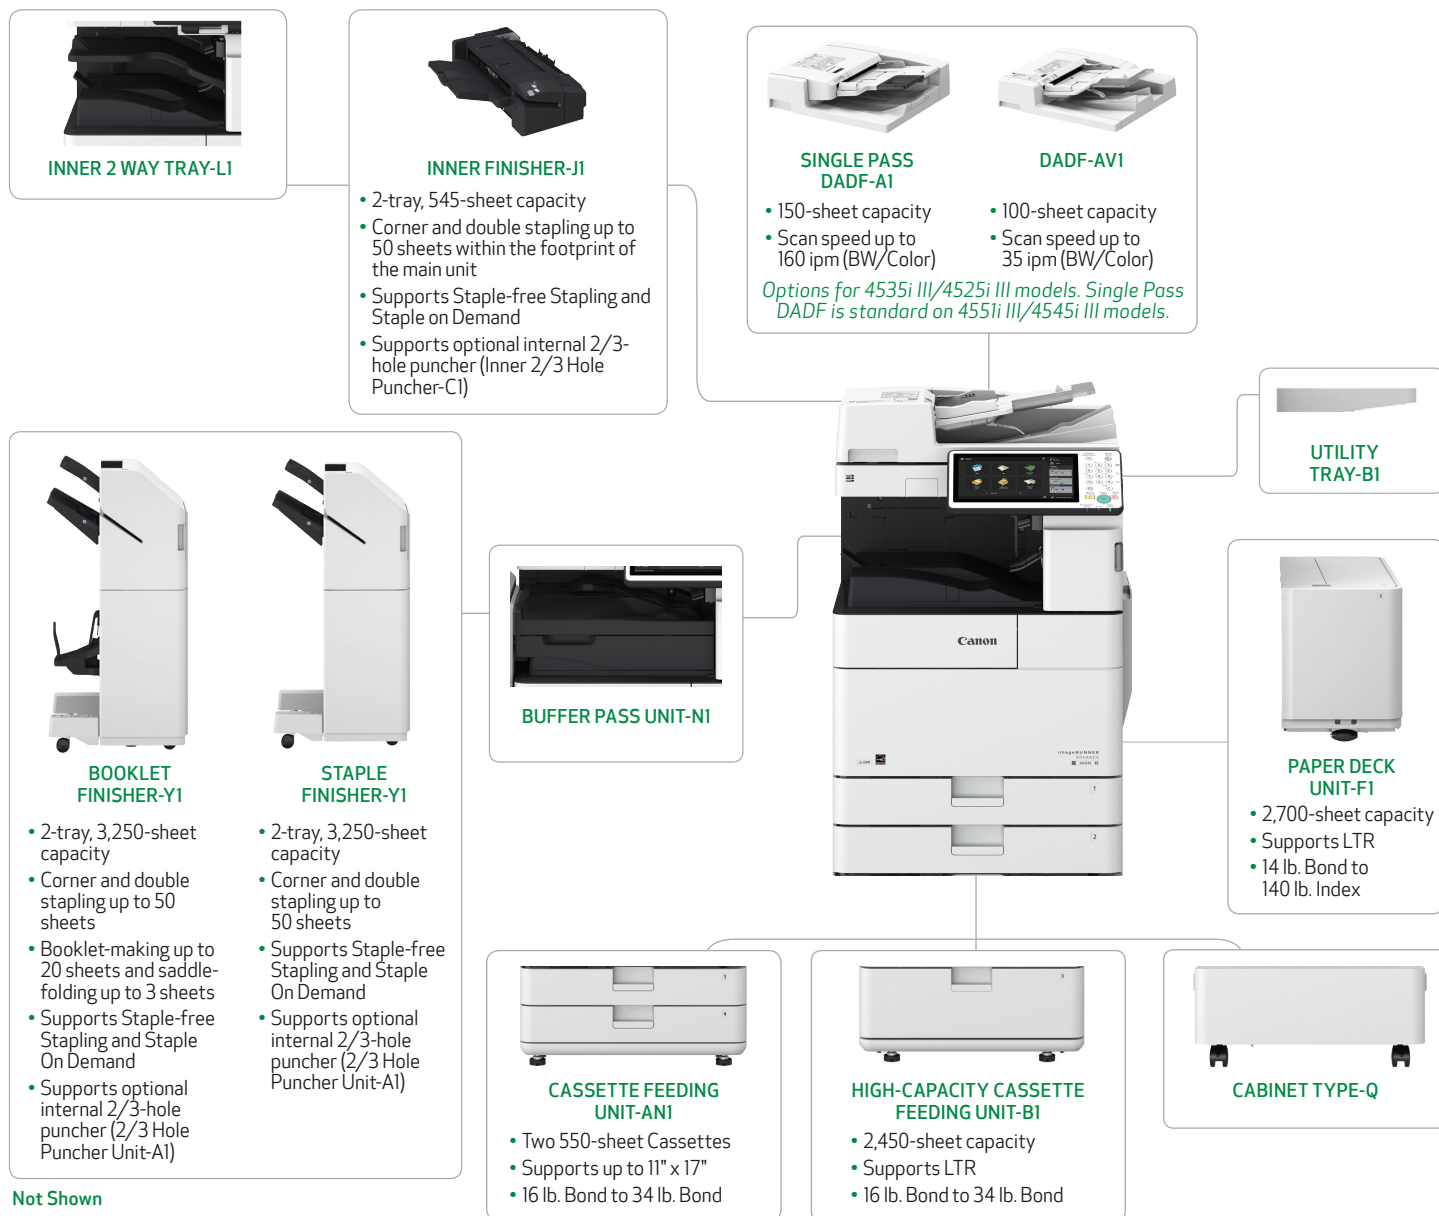 INNER 2 WAY TRAY-L1
INNER FINISHER-J1
• 2-tray, 545-sheet capacity
• Corner and double stapling up to
50 sheets within the footprint of
the main unit
• Supports Staple-free Stapling and
Staple on Demand
• Supports optional internal 2/3-
hole puncher (Inner 2/3 Hole
Puncher-C1)
SINGLE PASS
DADF-A1
• 150-sheet capacity
• Scan speed up to
160 ipm (BW/Color)
DADF-AV1
• 100-sheet capacity
• Scan speed up to
35 ipm (BW/Color)
Options for 4535i III/4525i III models. Single Pass
DADF is standard on 4551i III/4545i III models.
UTILITY
TRAY-B1
Canon
imageRUNNER
ADVANCE
1
2
BOOKLET
FINISHER-Y1
• 2-tray, 3,250-sheet
capacity
• Corner and double
stapling up to 50
sheets
• Booklet-making up to
20 sheets and saddle-
folding up to 3 sheets
• Supports Staple-free
Stapling and Staple
On Demand
• Supports optional
internal 2/3-hole
puncher (2/3 Hole
Puncher Unit-A1)
STAPLE
FINISHER-Y1
• 2-tray, 3,250-sheet
capacity
• Corner and double
stapling up to
50 sheets
• Supports Staple-free
Stapling and Staple
On Demand
• Supports optional
internal 2/3-hole
puncher (2/3 Hole
Puncher Unit-A1)
BUFFER PASS UNIT-N1
5
PAPER DECK
UNIT-F1
• 2,700-sheet capacity
• Supports LTR
• 14 lb. Bond to
140 lb. Index
3
4
CASSETTE FEEDING
UNIT-AN1
• Two 550-sheet Cassettes
• Supports up to 11" x 17"
• 16 lb. Bond to 34 lb. Bond
3
HIGH-CAPACITY CASSETTE
FEEDING UNIT-B1
• 2,450-sheet capacity
• Supports LTR
• 16 lb. Bond to 34 lb. Bond
CABINET TYPE-Q
Not Shown